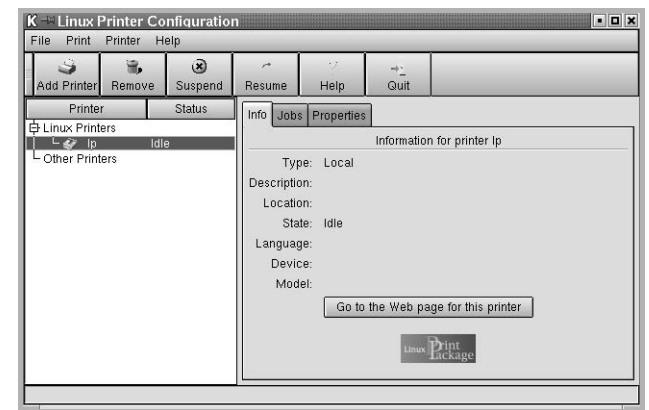 K Linux Printer Configuration
File Print Printer Help
Add Printer Remove Suspend Resume Help Quit
Printer Status
Linux Printers
lp Idle
Other Printers
Info Jobs Properties
Information for printer lp
Type: Local
Description:
Location:
State: Idle
Language:
Device:
Model:
Go to the Web page for this printer
Linux Print
Package